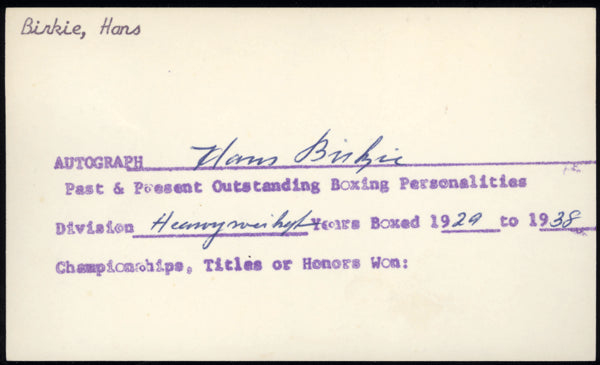 Birkie, Hans
AUTOGRAPH Hans Birkie
Past & Present Outstanding Boxing Personalities
Division Heavyweight Years Boxed 1929 to 1938
Championships, Titles or Honors Won: